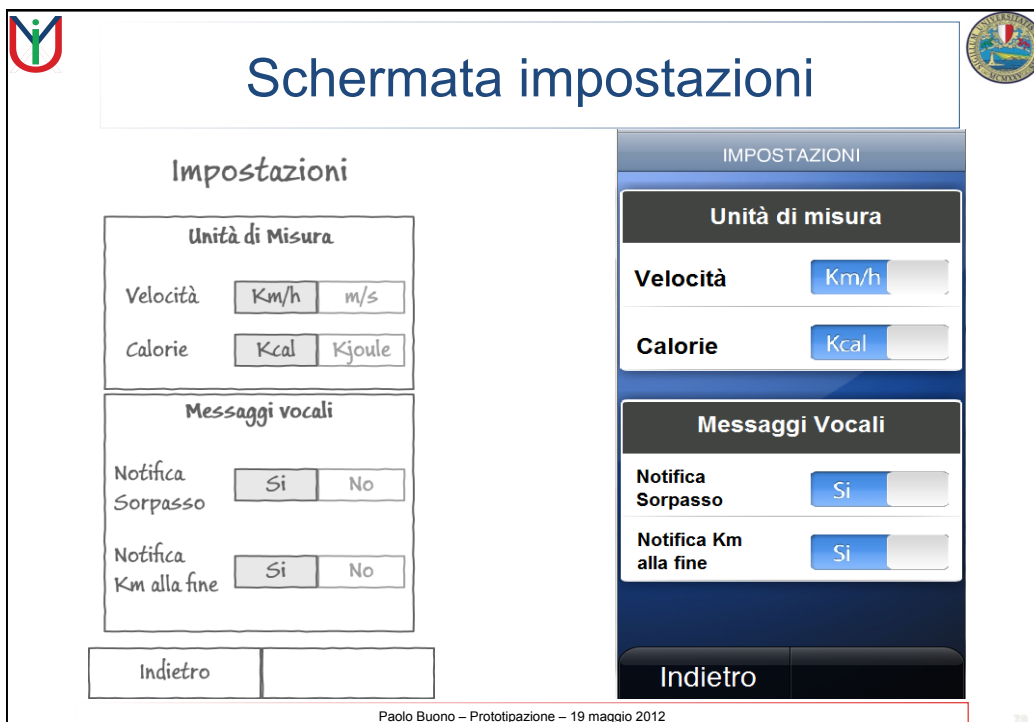 Schermata impostazioni
Impostazioni
Unità di Misura
Velocità Km/h m/s
Calorie Kcal Kjoule
Messaggi vocali
Notifica
Sorpasso
Si No
Notifica
Km alla fine
Si No
Indietro
IMPOSTAZIONI
Unità di misura
Velocità Km/h
Calorie Kcal
Messaggi Vocali
Notifica
Sorpasso
Si
Notifica Km
alla fine
Si
Indietro
Paolo Buono – Prototipazione – 19 maggio 2012